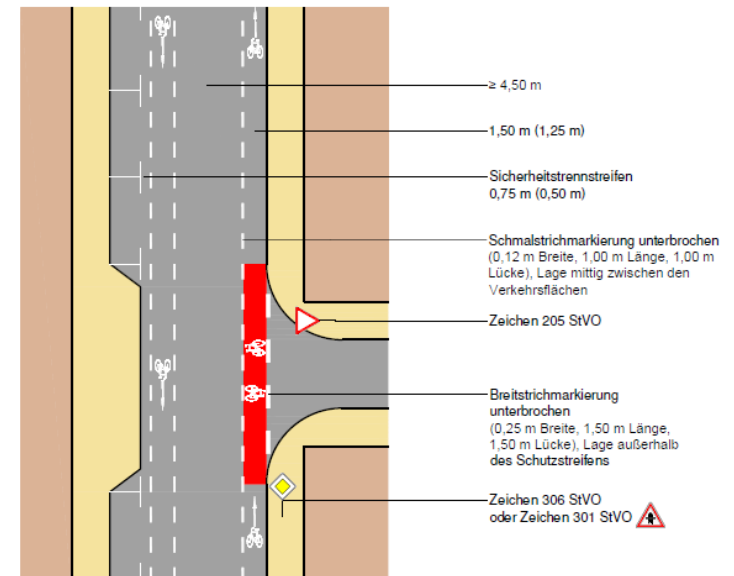 ≥ 4,50 m
1,50 m (1,25 m)
Sicherheitstrennstreifen
0,75 m (0,50 m)
Schmalstrichmarkierung unterbrochen
(0,12 m Breite, 1,00 m Länge, 1,00 m
Lücke), Lage mittig zwischen den
Verkehrsflächen
Zeichen 205 StVO
Breitstrichmarkierung
unterbrochen
(0,25 m Breite, 1,50 m Länge,
1,50 m Lücke), Lage außerhalb
des Schutzstreifens
Zeichen 306 StVO
oder Zeichen 301 StVO